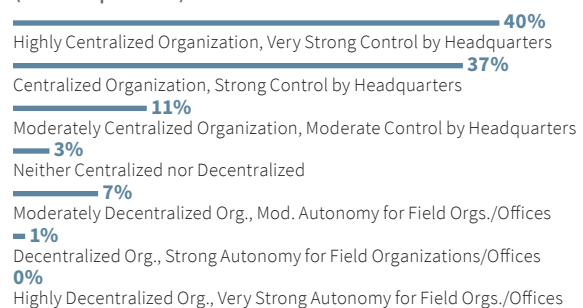 40%
Highly Centralized Organization, Very Strong Control by Headquarters
37%
Centralized Organization, Strong Control by Headquarters
11%
Moderately Centralized Organization, Moderate Control by Headquarters
3%
Neither Centralized nor Decentralized
7%
Moderately Decentralized Org., Mod. Autonomy for Field Orgs./Offices
1%
Decentralized Org., Strong Autonomy for Field Organizations/Offices
0%
Highly Decentralized Org., Very Strong Autonomy for Field Orgs./Offices